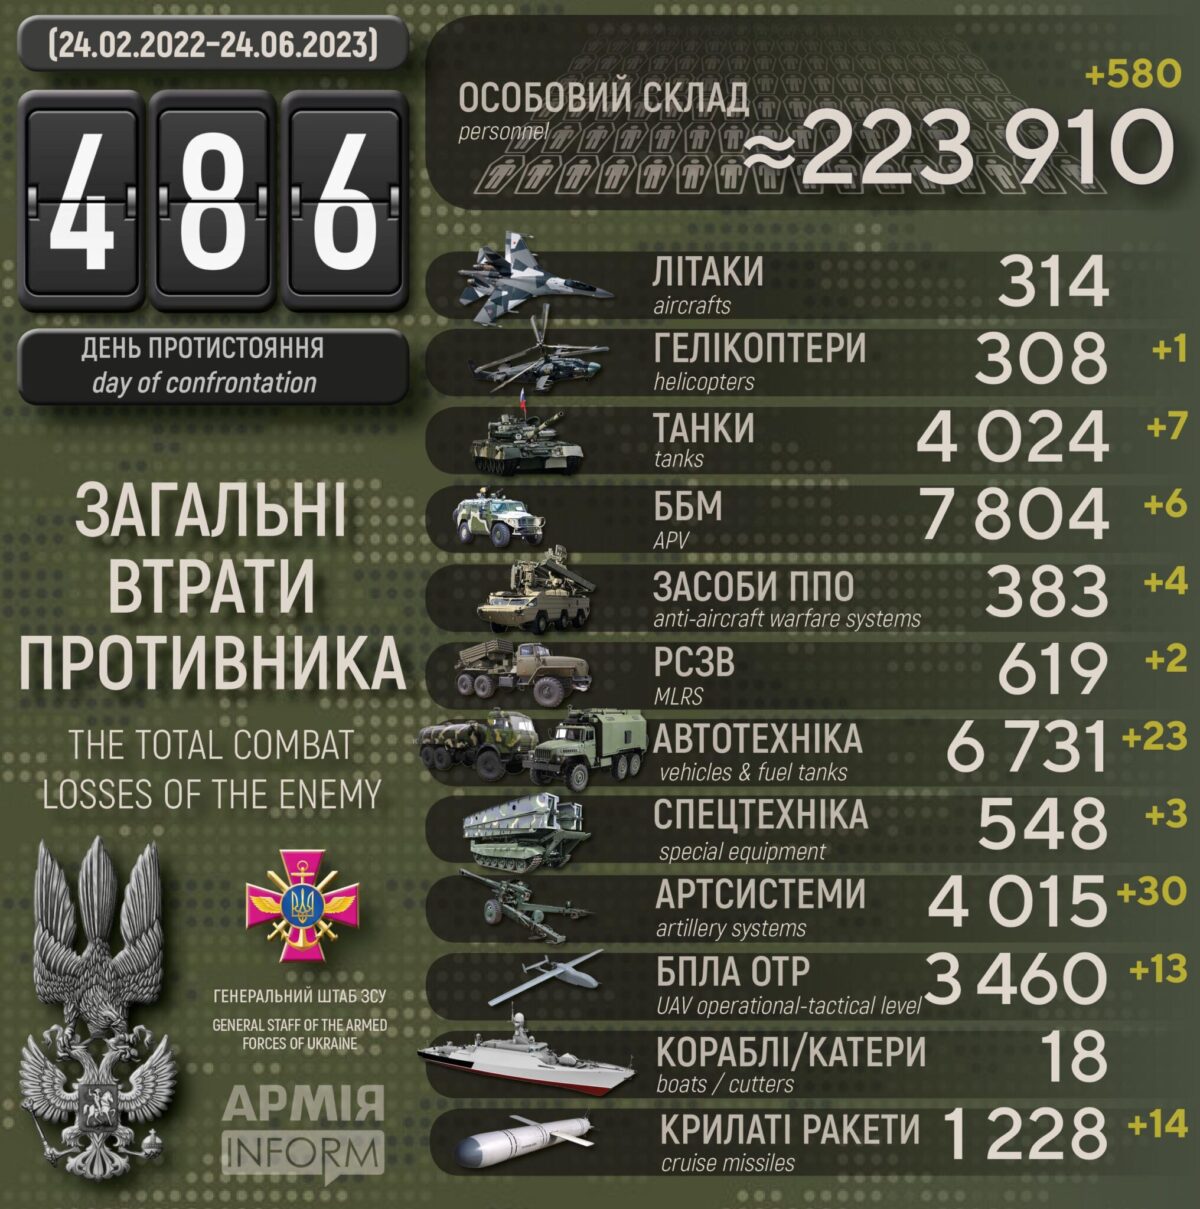 (24.02.2022–24.06.2023)
486
ДЕНЬ ПРОТИСТОЯННЯ
day of confrontation
ЗАГАЛЬНІ
ВТРАТИ
ПРОТИВНИКА
THE TOTAL COMBAT
LOSSES OF THE ENEMY
ГЕНЕРАЛЬНИЙ ШТАБ ЗСУ
GENERAL STAFF OF THE ARMED
FORCES OF UKRAINE
АРМІЯ
INFORM
ОСОБОВИЙ СКЛАД
personnel
+580
≈223 910
ЛІТАКИ 314
aircrafts
ГЕЛІКОПТЕРИ 308 +1
helicopters
ТАНКИ 4 024 +7
tanks
ББМ 7 804 +6
APV
ЗАСОБИ ППО 383 +4
anti-aircraft warfare systems
РСЗВ 619 +2
MLRS
АВТОТЕХНІКА 6 731 +23
vehicles & fuel tanks
СПЕЦТЕХНІКА 548 +3
special equipment
АРТСИСТЕМИ 4 015 +30
artillery systems
БПЛА ОТР 3 460 +13
UAV operational-tactical level
КОРАБЛІ/КАТЕРИ 18
boats / cutters
КРИЛАТІ РАКЕТИ 1 228 +14
cruise missiles